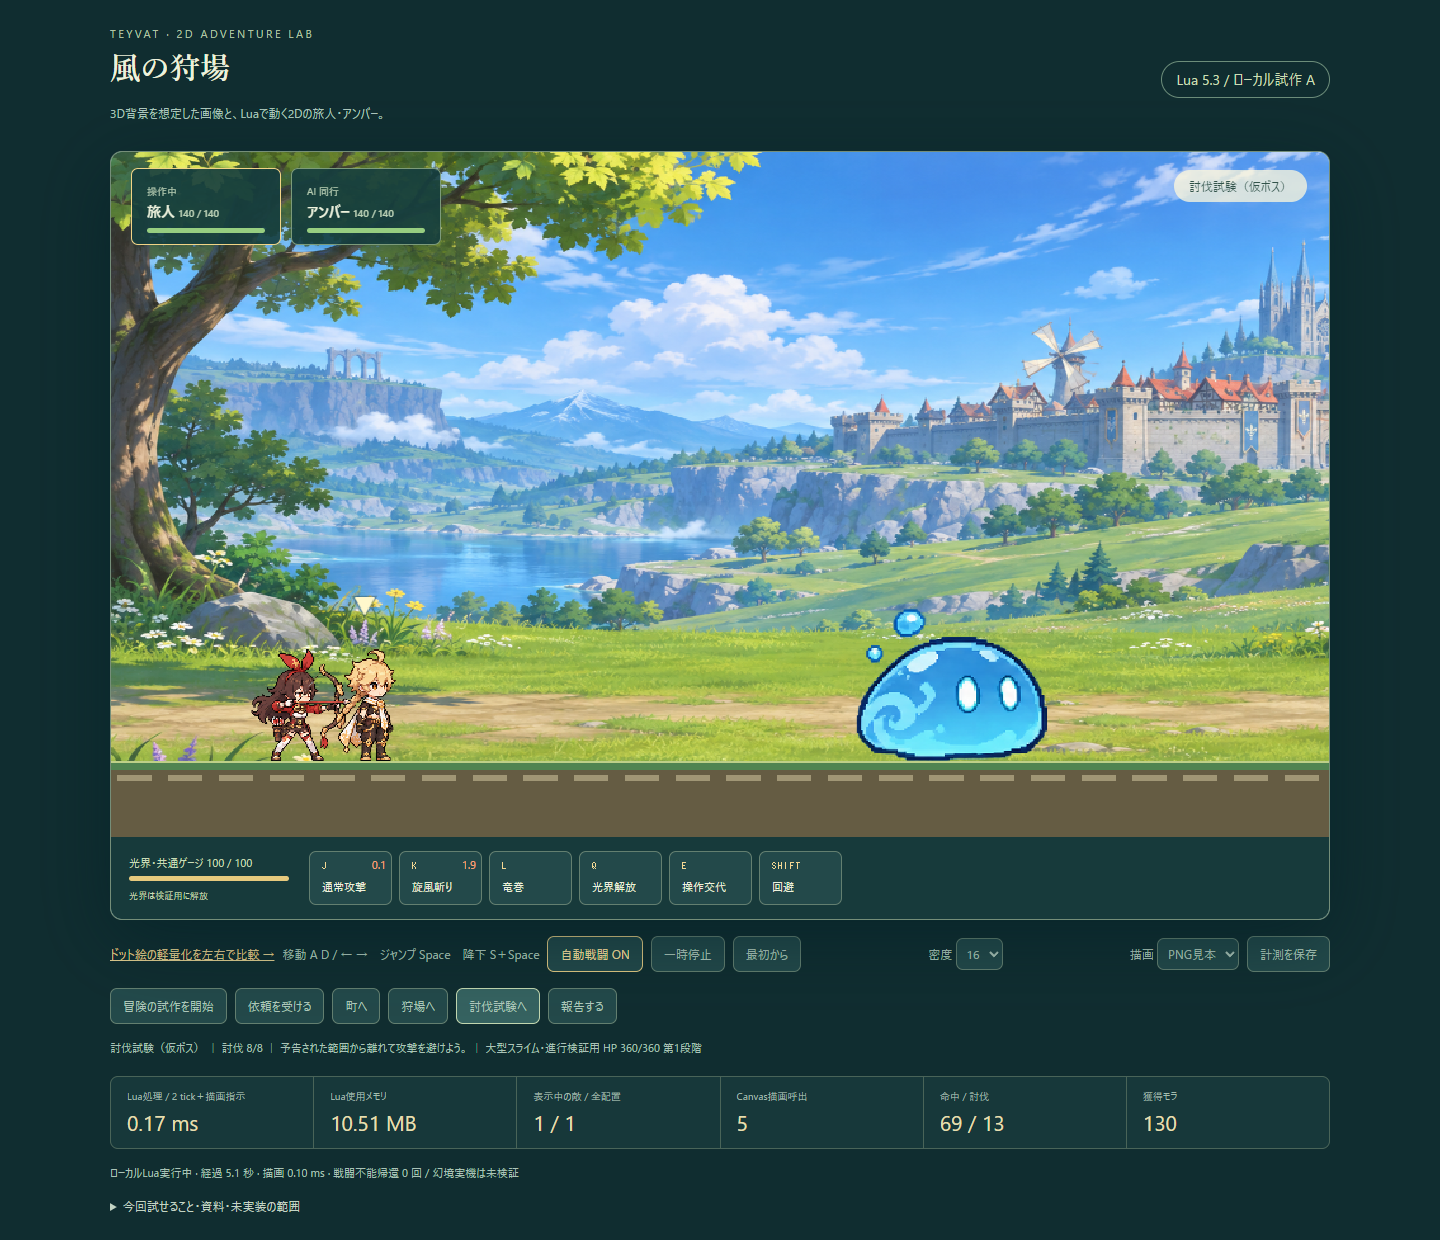 TEYVAT · 2D ADVENTURE LAB
風の狩場
Lua 5.3 / ローカル試作 A
3D背景を想定した画像と、Luaで動く2Dの旅人・アンバー。
操作中
旅人 140 / 140
AI 同行
アンバー 140 / 140
討伐試験（仮ボス）
光界・共通ゲージ 100 / 100
光界は検証用に解放
J 0.1
通常攻撃
K 1.9
旋風斬り
L
竜巻
Q
光界解放
E
操作交代
SHIFT
回避
ドット絵の軽量化を左右で比較 → 移動 A D / ← → ジャンプ Space 降下 S+Space 自動戦闘 ON 一時停止 最初から 密度 16 描画 PNG見本 計測を保存
冒険の試作を開始 依頼を受ける 町へ 狩場へ 討伐試験へ 報告する
討伐試験（仮ボス） | 討伐 8/8 | 予告された範囲から離れて攻撃を避けよう。 | 大型スライム・進行検証用 HP 360/360 第1段階
Lua処理 / 2 tick＋描画指示
0.17 ms
Lua使用メモリ
10.51 MB
表示中の敵 / 全配置
1 / 1
Canvas描画呼出
5
命中 / 討伐
69 / 13
獲得モラ
130
ローカルLua実行中 · 経過 5.1 秒 · 描画 0.10 ms · 戦闘不能帰還 0 回 / 幻境実機は未検証
▶ 今回試せること・資料・未実装の範囲